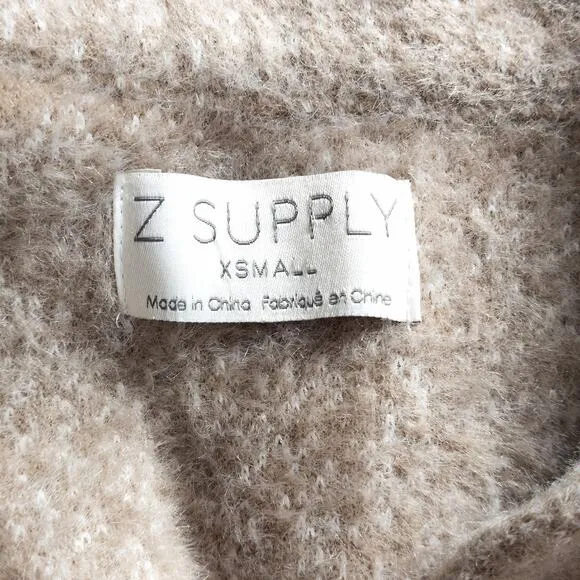 Z SUPPLY
XSMALL
Made in China Fabriqué en Chine